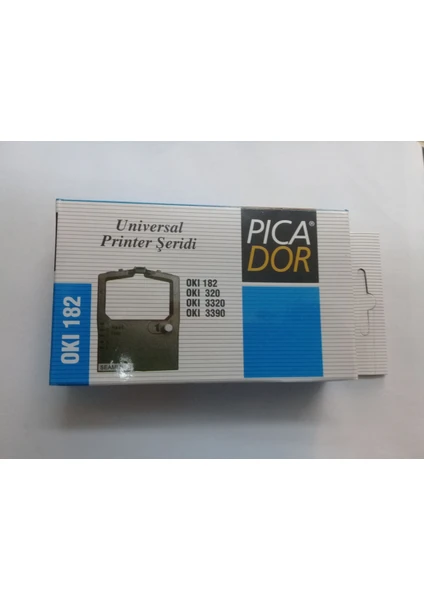 Universal
Printer Şeridi
PICA®
DOR
OKI 182
OKI 320
OKI 3320
OKI 3390
OKI 182